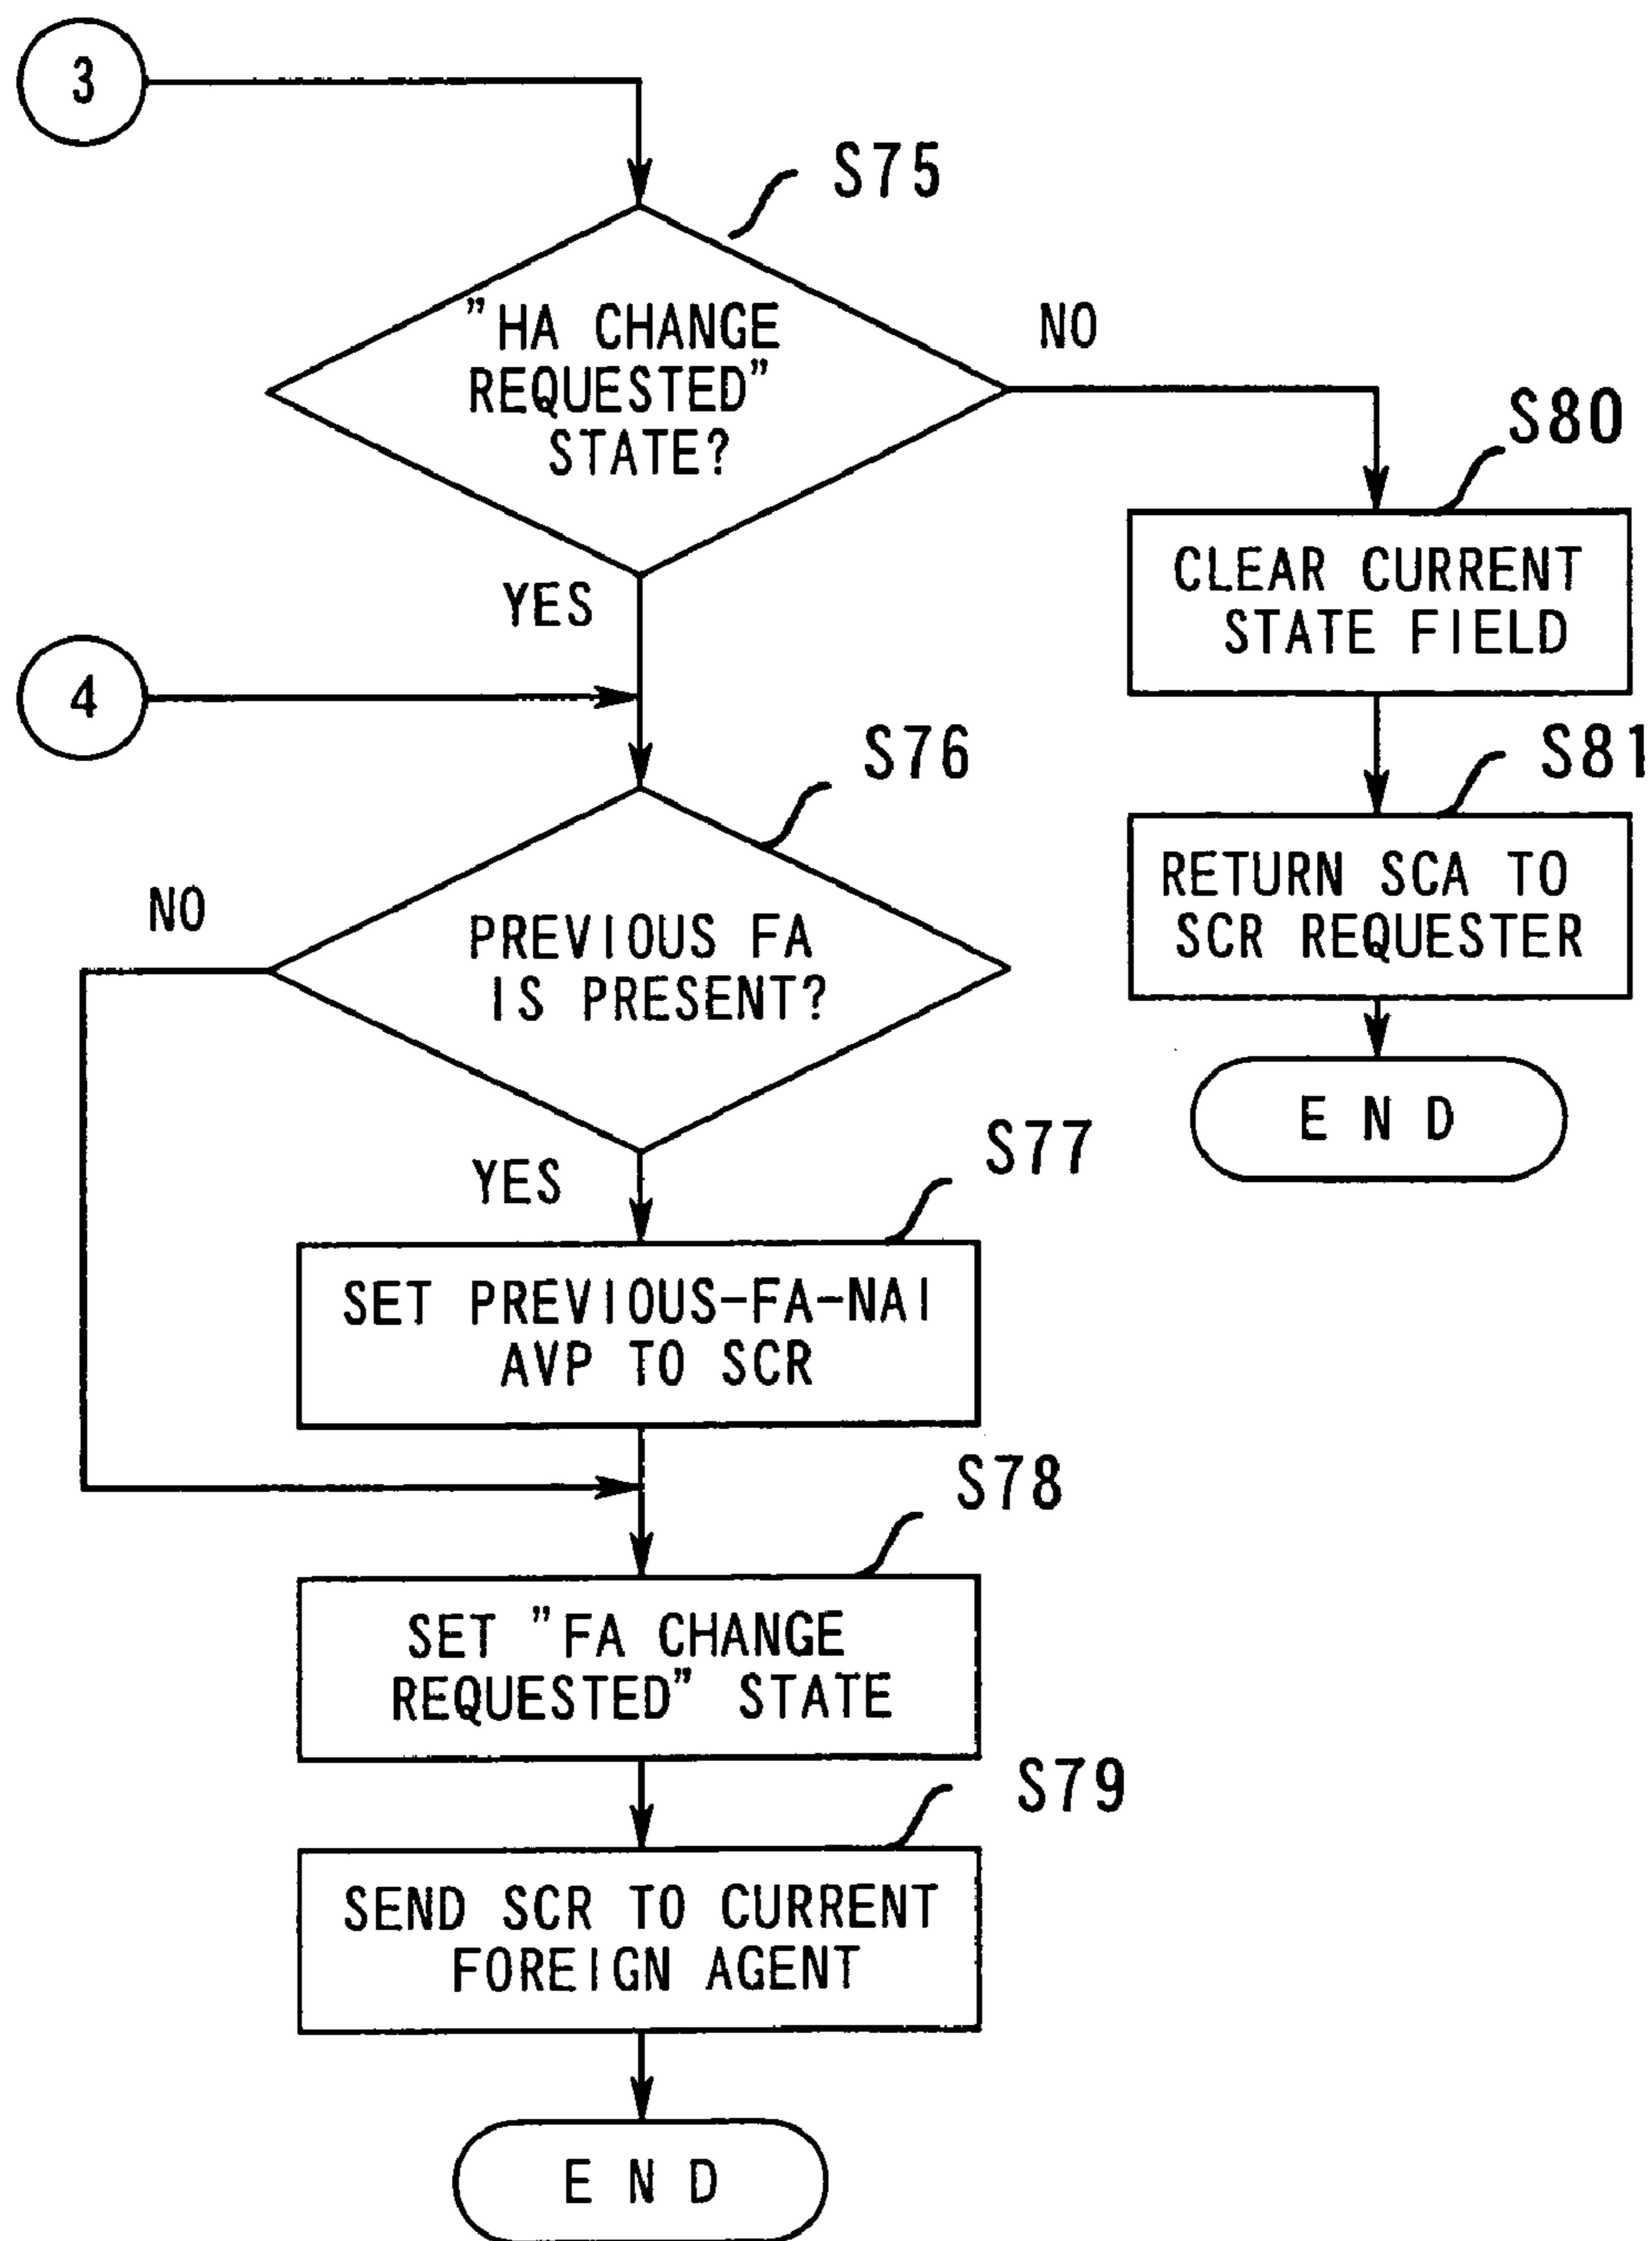 3
S75
”HA CHANGE
REQUESTED”
STATE?
NO
S80
YES
CLEAR CURRENT
STATE FIELD
4
S76
S81
NO
PREVIOUS FA
IS PRESENT?
RETURN SCA TO
SCR REQUESTER
END
YES
S77
SET PREVIOUS-FA-NAI
AVP TO SCR
S78
SET ”FA CHANGE
REQUESTED” STATE
S79
SEND SCR TO CURRENT
FOREIGN AGENT
END